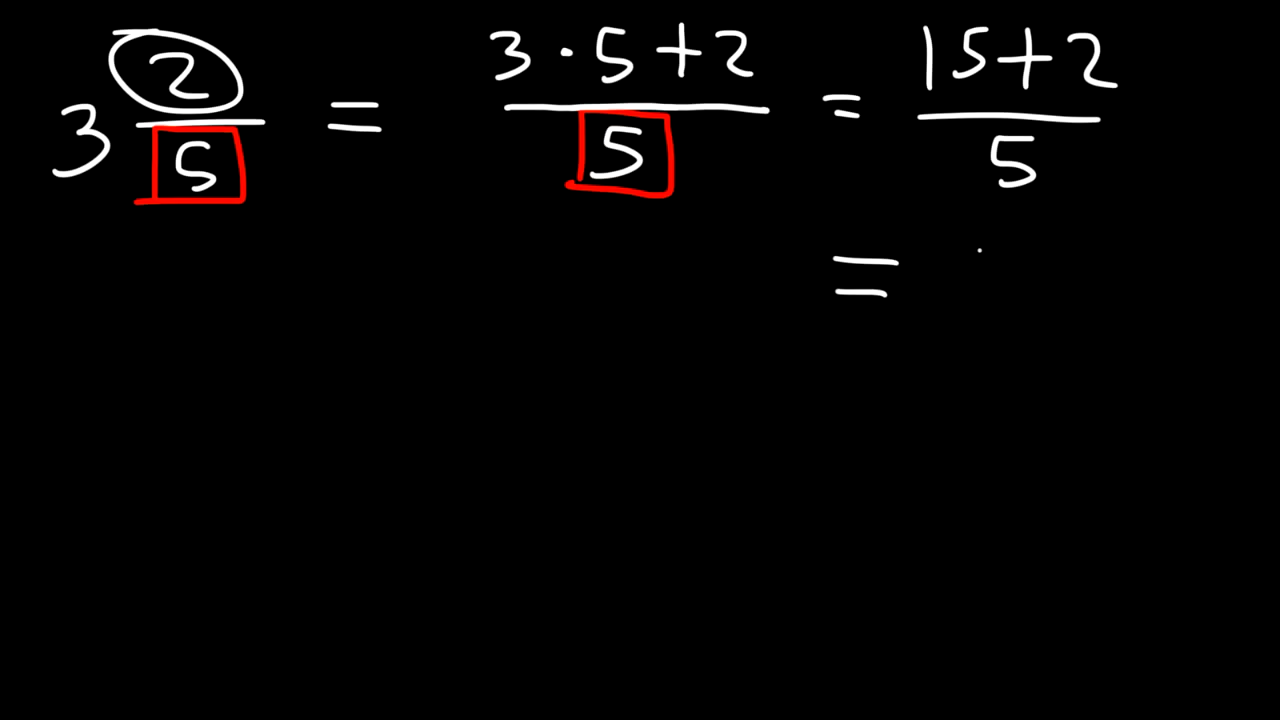 3 2/5 = (3 · 5 + 2)/5 = (15 + 2)/5
=